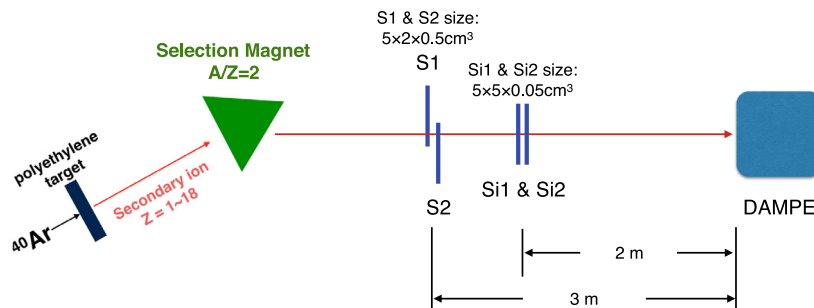 S1 & S2 size:
5×2×0.5cm³
S1
Selection Magnet
A/Z=2
Si1 & Si2 size:
5×5×0.05cm³
polyethylene
target
Secondary ion
Z = 1~18
⁴⁰Ar
S2
Si1 & Si2
DAMPE
2 m
3 m